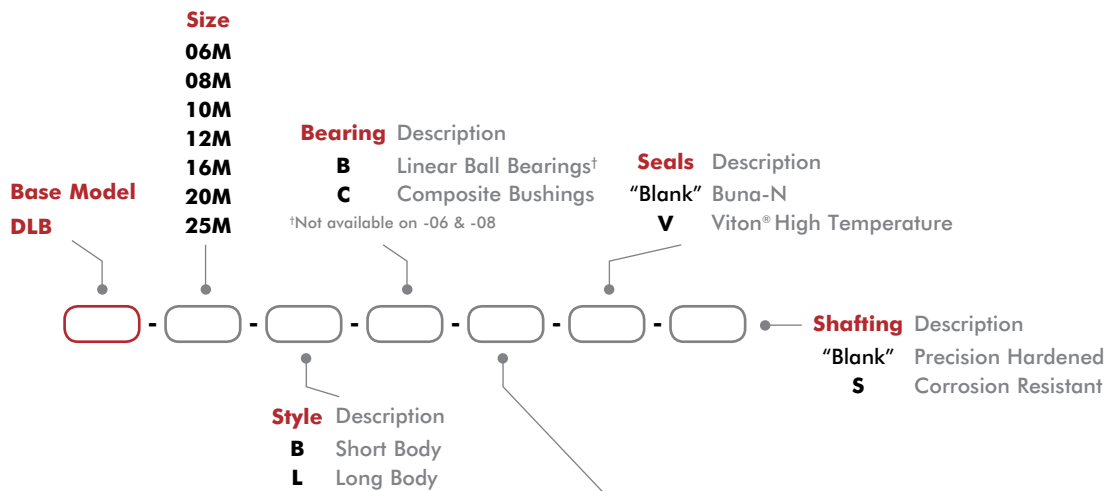 Size
06M
08M
10M
12M
16M
20M
25M
Base Model
DLB
Bearing Description
B Linear Ball Bearings†
C Composite Bushings
†Not available on -06 & -08
Seals Description
“Blank” Buna-N
V Viton® High Temperature
- - - - - -
Shafting Description
“Blank” Precision Hardened
S Corrosion Resistant
Style Description
B Short Body
L Long Body